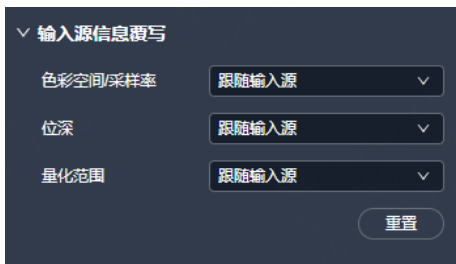 输入源信息覆写
色彩空间/采样率 跟随输入源
位深 跟随输入源
量化范围 跟随输入源
重置